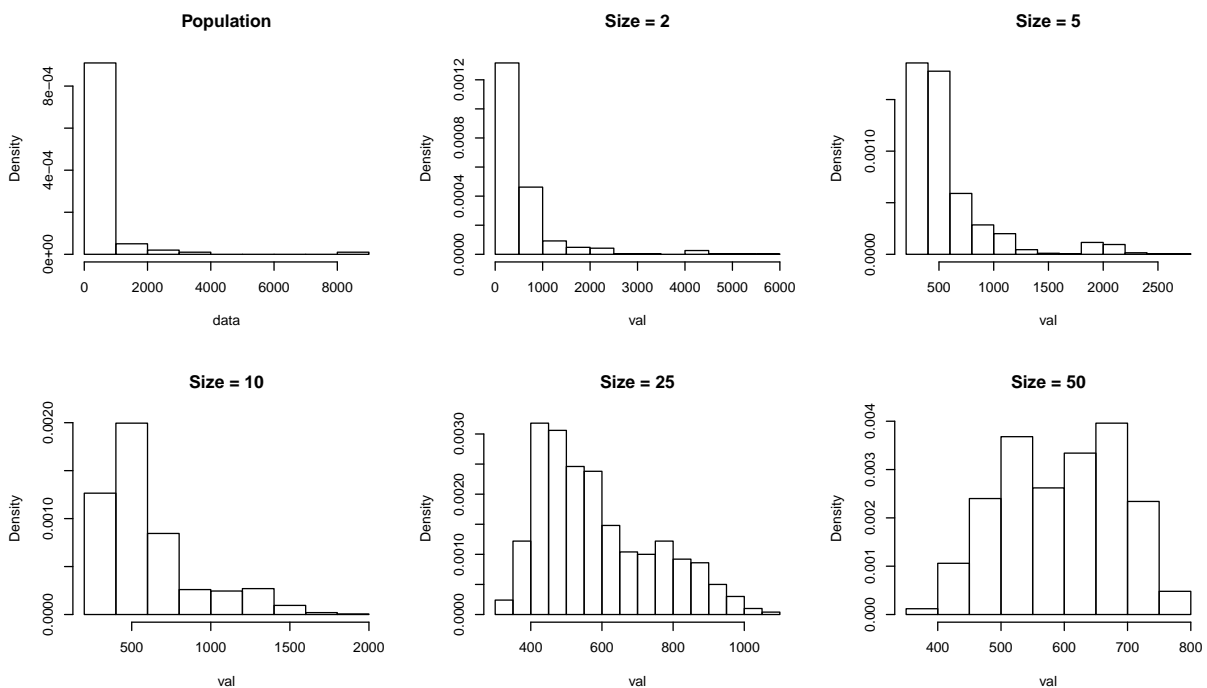 Population
Density
0e+00 4e-04 8e-04
0 2000 4000 6000 8000
data
Size = 2
Density
0.0000 0.0004 0.0008 0.0012
0 1000 2000 3000 4000 5000 6000
val
Size = 5
Density
0.0000 0.0010
500 1000 1500 2000 2500
val
Size = 10
Density
0.0000 0.0010 0.0020
500 1000 1500 2000
val
Size = 25
Density
0.0000 0.0010 0.0020 0.0030
400 600 800 1000
val
Size = 50
Density
0.000 0.001 0.002 0.003 0.004
400 500 600 700 800
val